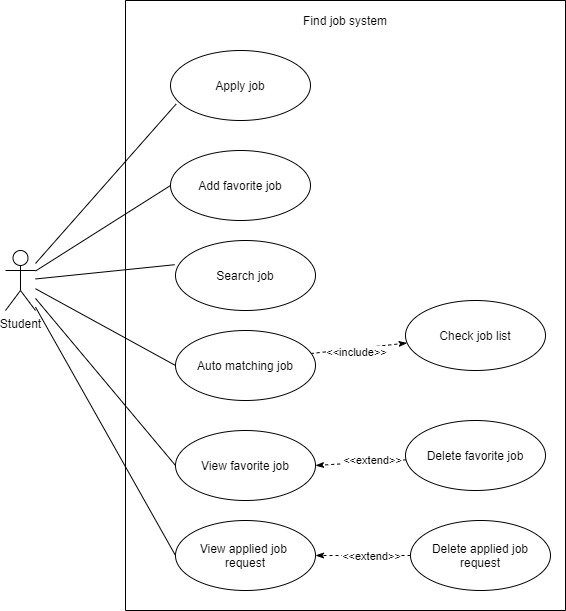 Find job system
Apply job
Add favorite job
Search job
Student
Auto matching job
<<include>>
Check job list
View favorite job
<<extend>>
Delete favorite job
View applied job
request
<<extend>>
Delete applied job
request